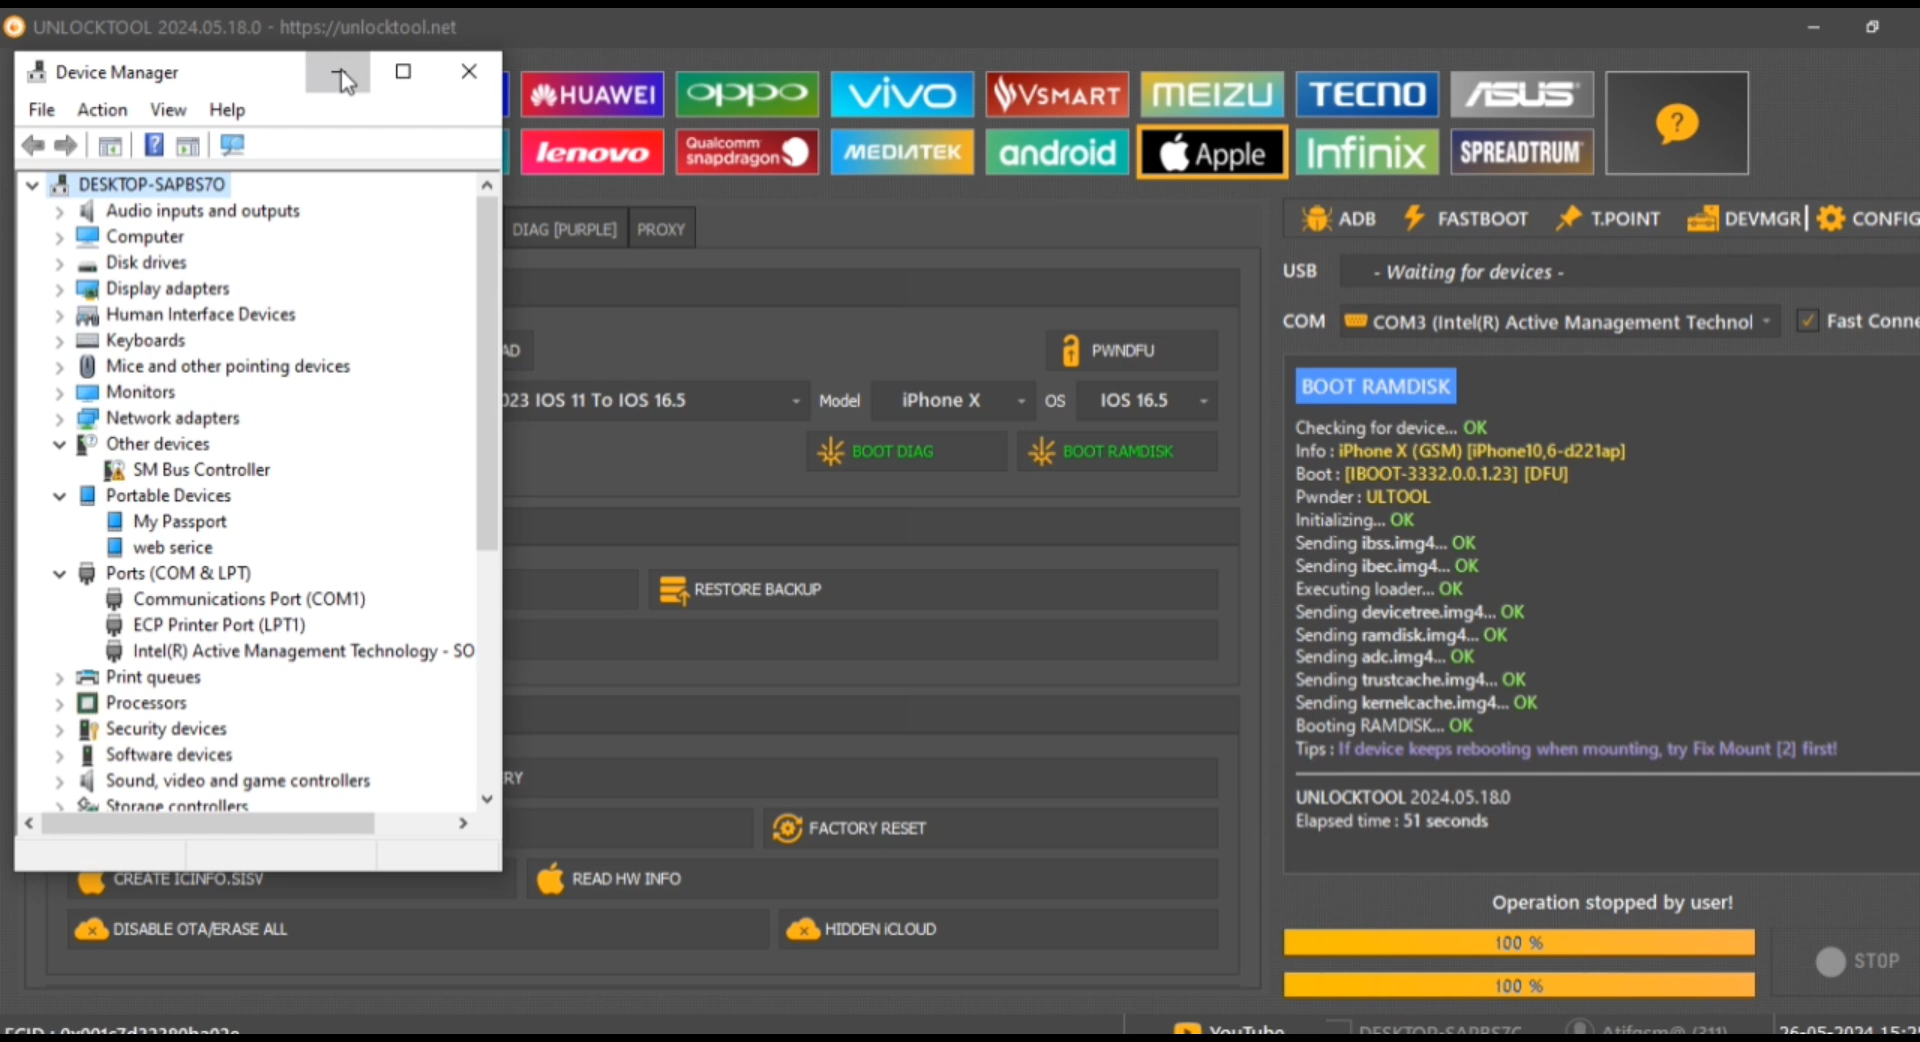 UNLOCKTOOL 2024.05.18.0 - https://unlocktool.net
Device Manager
File Action View Help
DESKTOP-SAPBS7O
Audio inputs and outputs
Computer
Disk drives
Display adapters
Human Interface Devices
Keyboards
Mice and other pointing devices
Monitors
Network adapters
Other devices
SM Bus Controller
Portable Devices
My Passport
web serice
Ports (COM & LPT)
Communications Port (COM1)
ECP Printer Port (LPT1)
Intel(R) Active Management Technology - SO
Print queues
Processors
Security devices
Software devices
Sound, video and game controllers
Storage controllers
HUAWEI oppo vivo VSMART MEIZU TECNO ASUS
lenovo Qualcomm snapdragon MEDIATEK android Apple Infinix SPREADTRUM
?
DIAG [PURPLE] PROXY
AD
PWNDFU
023 IOS 11 To IOS 16.5 Model iPhone X OS IOS 16.5
BOOT DIAG BOOT RAMDISK
RESTORE BACKUP
RY
FACTORY RESET
CREATE ICINFO.SISV READ HW INFO
DISABLE OTA/ERASE ALL HIDDEN iCLOUD
ADB FASTBOOT T.POINT DEVMGR CONFIG
USB - Waiting for devices -
COM COM3 (Intel(R) Active Management Technol Fast Conne
BOOT RAMDISK
Checking for device... OK
Info : iPhone X (GSM) [iPhone10,6-d221ap]
Boot : [IBOOT-3332.0.0.1.23] [DFU]
Pwnder : ULTOOL
Initializing... OK
Sending ibss.img4... OK
Sending ibec.img4... OK
Executing loader... OK
Sending devicetree.img4... OK
Sending ramdisk.img4... OK
Sending adc.img4... OK
Sending trustcache.img4... OK
Sending kernelcache.img4... OK
Booting RAMDISK... OK
Tips : If device keeps rebooting when mounting, try Fix Mount [2] first!
UNLOCKTOOL 2024.05.18.0
Elapsed time : 51 seconds
Operation stopped by user!
100 %
100 %
STOP
YouTube DESKTOP-SAPBS7O